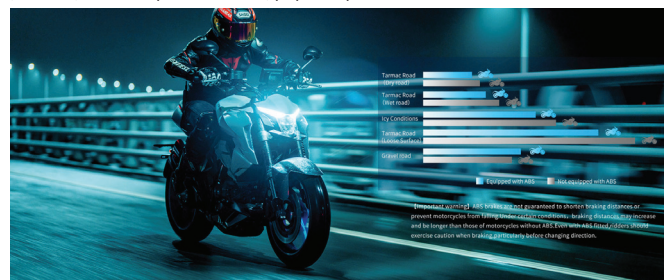 Tarmac Road
(Dry road)
Tarmac Road
(Wet road)
Icy Conditions
Tarmac Road
(Loose Surface)
Gravel road
Equipped with ABS
Not equipped with ABS
【Important warning】ABS brakes are not guaranteed to shorten braking distances or
prevent motorcycles from falling.Under certain conditions, braking distances may increase
and be longer than those of motorcycles without ABS.Even with ABS fitted,ridders should
exercise caution when braking particularly before changing direction.